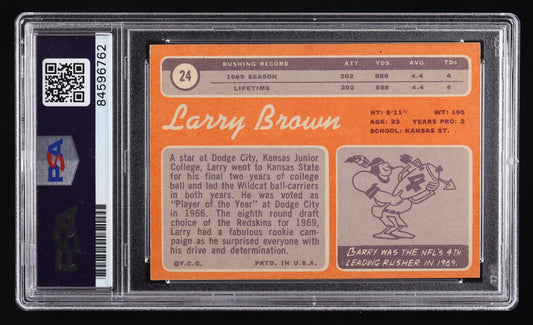 84596762
PSA
PSA
24
RUSHING RECORD ATT. YDS. AVG. TDs
1969 SEASON 202 888 4.4 4
LIFETIME 202 888 4.4 4
Larry Brown
HT: 5'11" WT: 195
AGE: 23 YEARS PRO: 2
SCHOOL: KANSAS ST.
A star at Dodge City, Kansas Junior
College, Larry went to Kansas State
for his final two years of college
ball and led the Wildcat ball-carriers
in both years. He was voted as
"Player of the Year" at Dodge City
in 1966. The eighth round draft
choice of the Redskins for 1969,
Larry had a fabulous rookie cam-
paign as he surprised everyone with
his drive and determination.
©T.C.G. PRTD. IN U.S.A.
BARRY WAS THE NFL'S 4TH
LEADING RUSHER IN 1969.